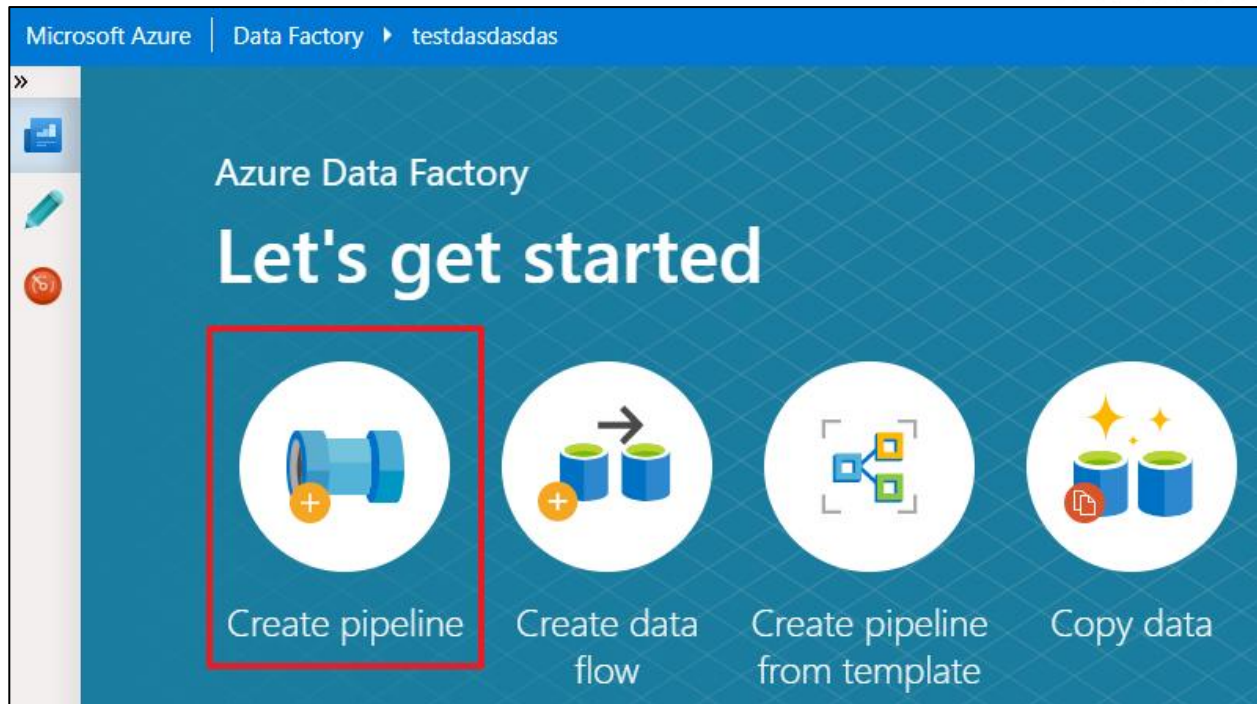 Microsoft Azure | Data Factory ▸ testdasdasdas
»
Azure Data Factory
Let's get started
Create pipeline
Create data
flow
Create pipeline
from template
Copy data